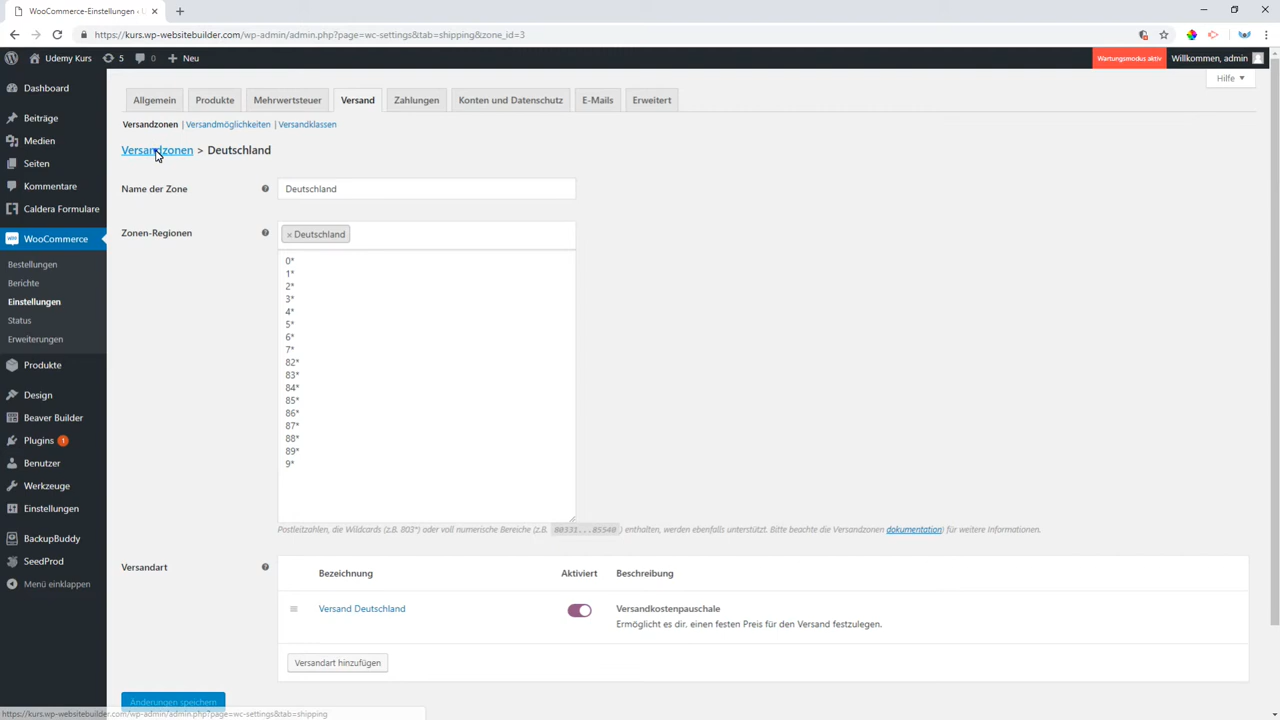 WooCommerce-Einstellungen ‹ U
https://kurs.wp-websitebuilder.com/wp-admin/admin.php?page=wc-settings&tab=shipping&zone_id=3
Udemy Kurs 5 0 Neu Wartungsmodus aktiv Willkommen, admin
Hilfe
Dashboard
Beiträge
Medien
Seiten
Kommentare
Caldera Formulare
WooCommerce
Bestellungen
Berichte
Einstellungen
Status
Erweiterungen
Produkte
Design
Beaver Builder
Plugins 1
Benutzer
Werkzeuge
Einstellungen
BackupBuddy
SeedProd
Menü einklappen
Allgemein Produkte Mehrwertsteuer Versand Zahlungen Konten und Datenschutz E-Mails Erweitert
Versandzonen | Versandmöglichkeiten | Versandklassen
Versandzonen > Deutschland
Name der Zone Deutschland
Zonen-Regionen × Deutschland
0*
1*
2*
3*
4*
5*
6*
7*
82*
83*
84*
85*
86*
87*
88*
89*
9*
Postleitzahlen, die Wildcards (z.B. 803*) oder voll numerische Bereiche (z.B. 80331...85540) enthalten, werden ebenfalls unterstützt. Bitte beachte die Versandzonen dokumentation) für weitere Informationen.
Versandart
Bezeichnung Aktiviert Beschreibung
Versand Deutschland Versandkostenpauschale
Ermöglicht es dir, einen festen Preis für den Versand festzulegen.
Versandart hinzufügen
Änderungen speichern
https://kurs.wp-websitebuilder.com/wp-admin/admin.php?page=wc-settings&tab=shipping